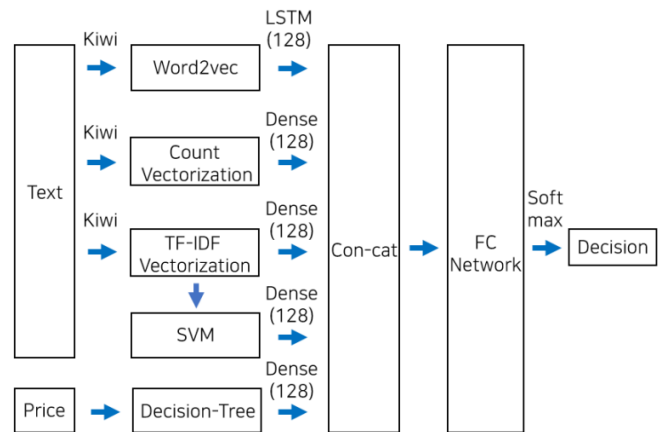 LSTM
Kiwi
(128)
Word2vec
Dense
Kiwi
(128)
Count
Vectorization
Text
Kiwi
Dense
(128)
TF-IDF
Vectorization
Dense
SVM
(128)
Dense
Price
Decision-Tree
(128)
Con-cat
FC
Network
Soft
max
Decision